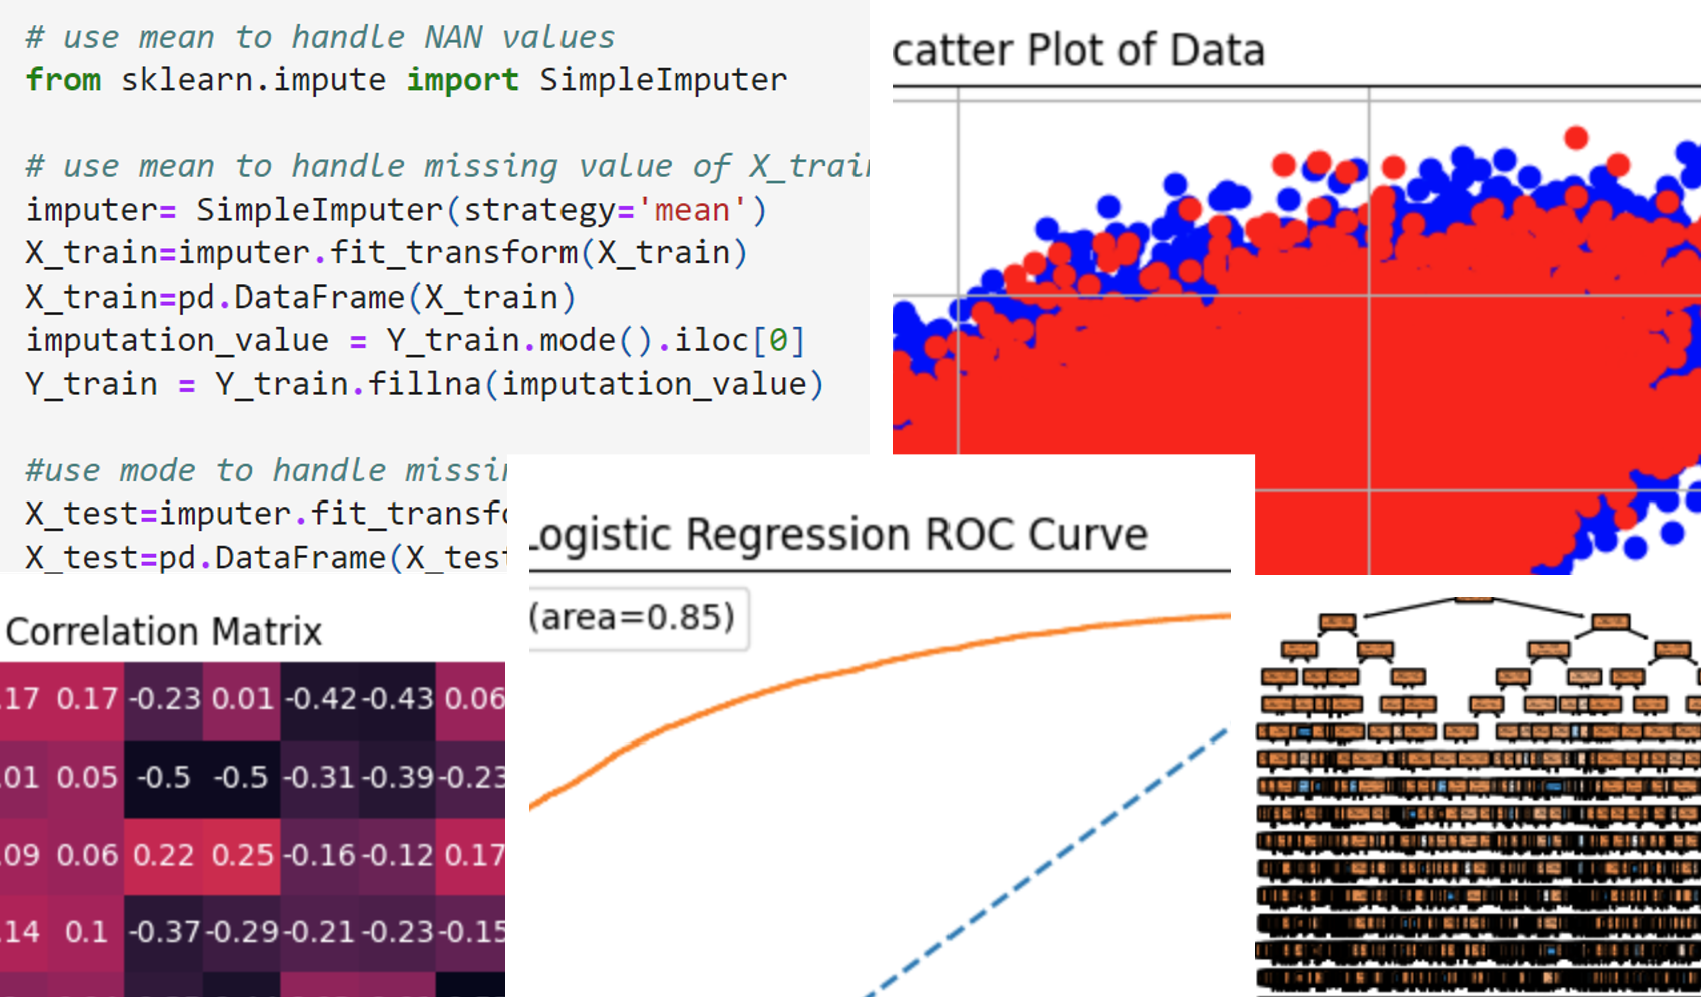 # use mean to handle NAN values
from sklearn.impute import SimpleImputer
# use mean to handle missing value of X_train
imputer= SimpleImputer(strategy='mean')
X_train=imputer.fit_transform(X_train)
X_train=pd.DataFrame(X_train)
imputation_value = Y_train.mode().iloc[0]
Y_train = Y_train.fillna(imputation_value)
#use mode to handle missin
X_test=imputer.fit_transfo
X_test=pd.DataFrame(X_test
catter Plot of Data
Logistic Regression ROC Curve
(area=0.85)
Correlation Matrix
.17 0.17 -0.23 0.01 -0.42 -0.43 0.06
.01 0.05 -0.5 -0.5 -0.31 -0.39 -0.23
.09 0.06 0.22 0.25 -0.16 -0.12 0.17
.14 0.1 -0.37 -0.29 -0.21 -0.23 -0.15